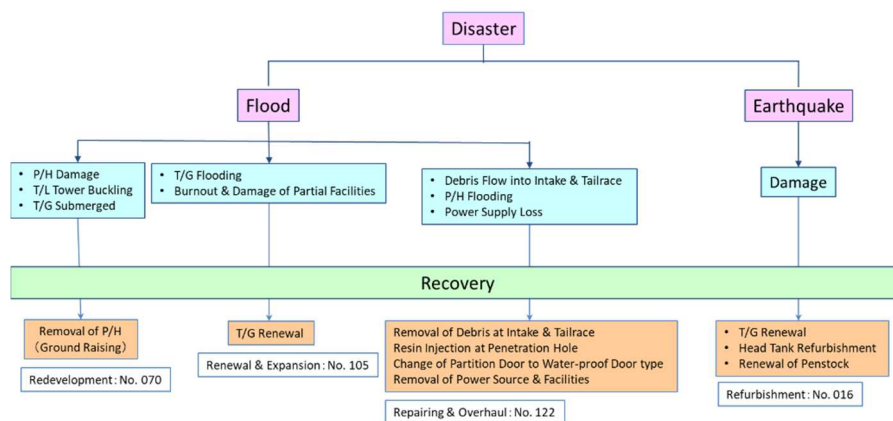 Disaster
Flood
Earthquake
• P/H Damage
• T/L Tower Buckling
• T/G Submerged
• T/G Flooding
• Burnout & Damage of Partial Facilities
• Debris Flow into Intake & Tailrace
• P/H Flooding
• Power Supply Loss
Damage
Recovery
Removal of P/H
(Ground Raising)
Redevelopment: No. 070
T/G Renewal
Renewal & Expansion: No. 105
Removal of Debris at Intake & Tailrace
Resin Injection at Penetration Hole
Change of Partition Door to Water-proof Door type
Removal of Power Source & Facilities
Repairing & Overhaul: No. 122
• T/G Renewal
• Head Tank Refurbishment
• Renewal of Penstock
Refurbishment: No. 016